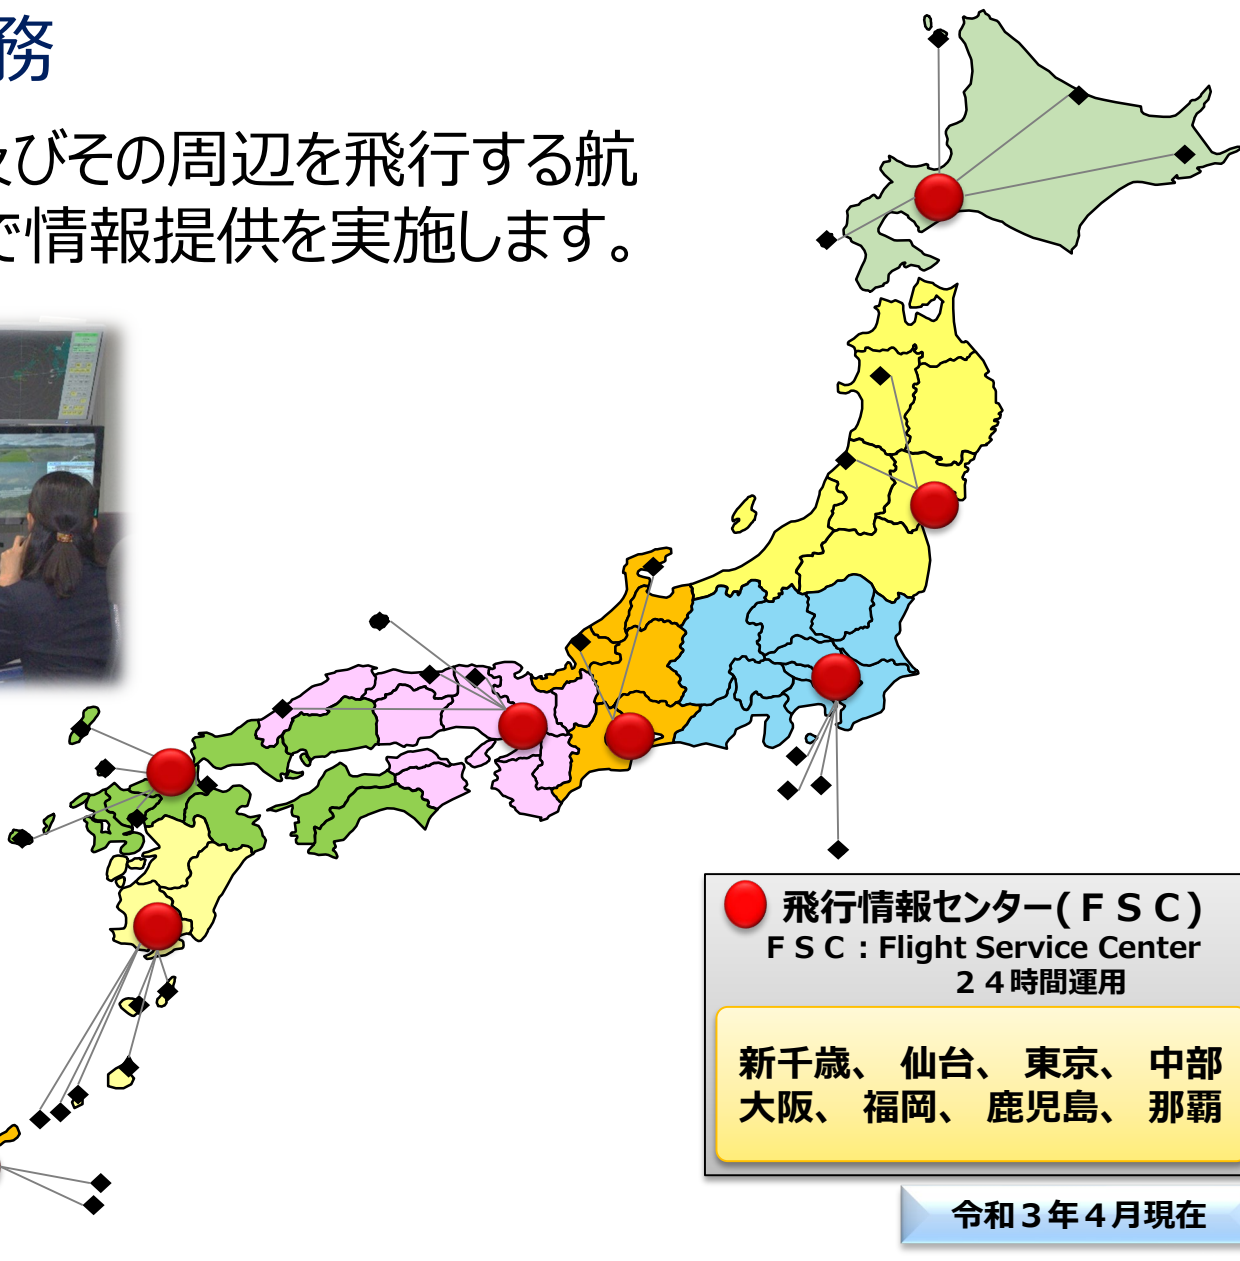 務
及びその周辺を飛行する航
で情報提供を実施します。
飛行情報センター(ＦＳＣ)
ＦＳＣ：Flight Service Center
２４時間運用
新千歳、 仙台、 東京、 中部
大阪、 福岡、 鹿児島、 那覇
令和３年４月現在